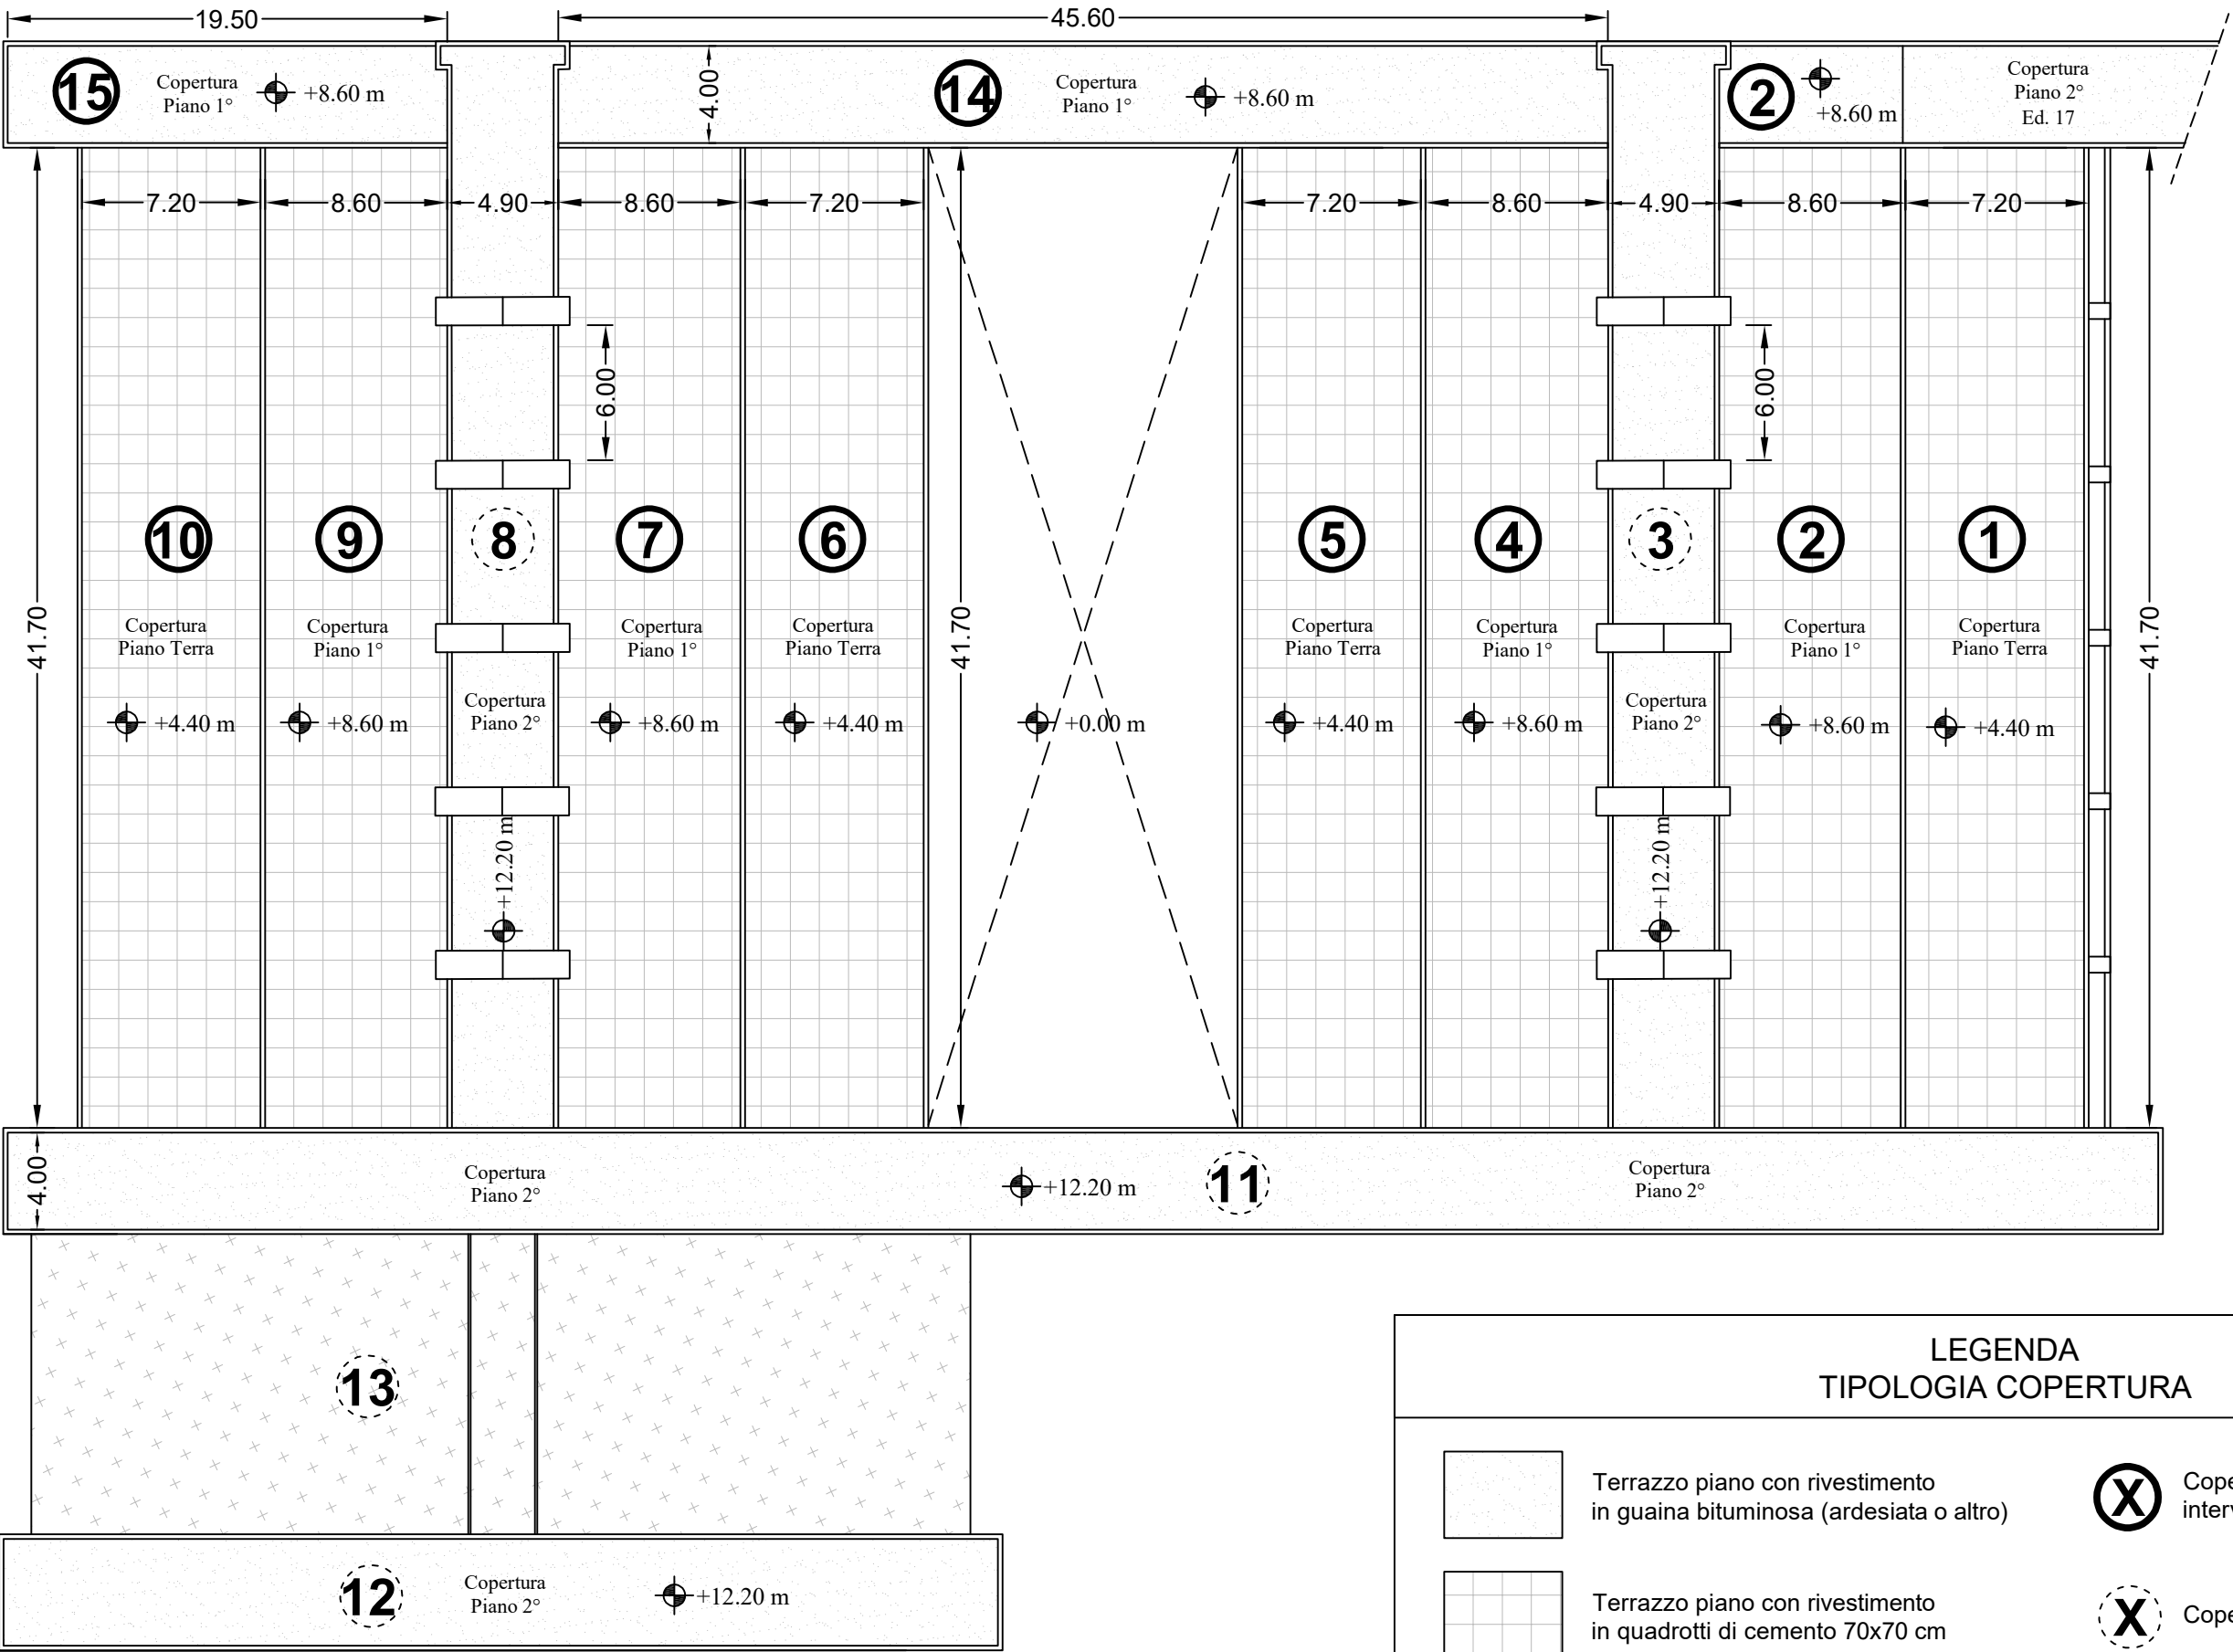 19.50
45.60
15
Copertura
Piano 1°
+8.60 m
4.00
14
Copertura
Piano 1°
+8.60 m
2
+8.60 m
Copertura
Piano 2°
Ed. 17
7.20
8.60
4.90
8.60
7.20
7.20
8.60
4.90
8.60
7.20
6.00
6.00
10
9
8
7
6
5
4
3
2
1
41.70
41.70
41.70
Copertura
Piano Terra
Copertura
Piano 1°
Copertura
Piano 2°
Copertura
Piano 1°
Copertura
Piano Terra
Copertura
Piano Terra
Copertura
Piano 1°
Copertura
Piano 2°
Copertura
Piano 1°
Copertura
Piano Terra
+4.40 m
+8.60 m
+8.60 m
+4.40 m
+0.00 m
+4.40 m
+8.60 m
+8.60 m
+4.40 m
+12.20 m
+12.20 m
4.00
Copertura
Piano 2°
+12.20 m
11
Copertura
Piano 2°
13
12
Copertura
Piano 2°
+12.20 m
LEGENDA
TIPOLOGIA COPERTURA
Terrazzo piano con rivestimento
in guaina bituminosa (ardesiata o altro)
X
Terrazzo piano con rivestimento
in quadrotti di cemento 70x70 cm
X